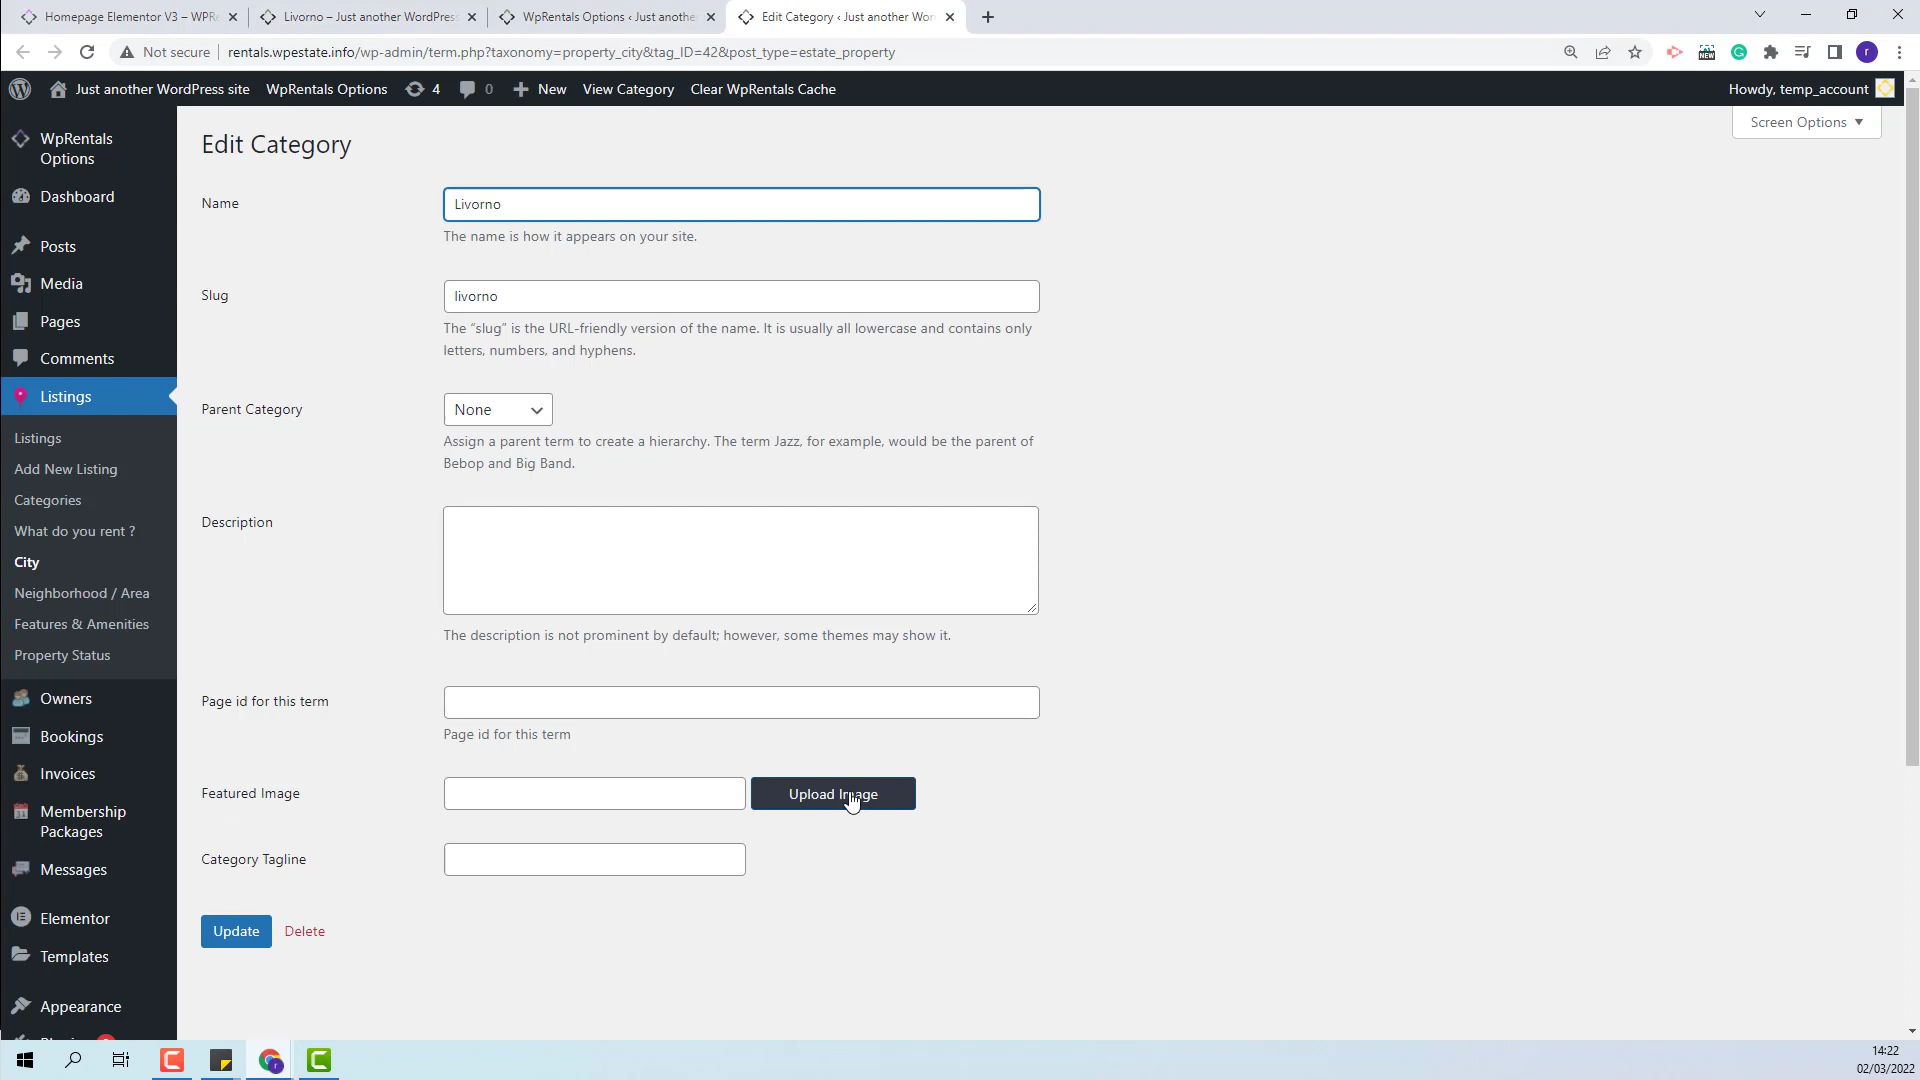 Homepage Elementor V3 – WPRe
Livorno – Just another WordPress
WpRentals Options ‹ Just anothe
Edit Category ‹ Just another Wor
Not secure
rentals.wpestate.info/wp-admin/term.php?taxonomy=property_city&tag_ID=42&post_type=estate_property
NEW
r
Just another WordPress site
WpRentals Options
4
0
New
View Category
Clear WpRentals Cache
Howdy, temp_account
Screen Options
WpRentals
Options
Dashboard
Posts
Media
Pages
Comments
Listings
Listings
Add New Listing
Categories
What do you rent ?
City
Neighborhood / Area
Features & Amenities
Property Status
Owners
Bookings
Invoices
Membership
Packages
Messages
Elementor
Templates
Appearance
Edit Category
Name
Livorno
The name is how it appears on your site.
Slug
livorno
The “slug” is the URL-friendly version of the name. It is usually all lowercase and contains only
letters, numbers, and hyphens.
Parent Category
None
Assign a parent term to create a hierarchy. The term Jazz, for example, would be the parent of
Bebop and Big Band.
Description
The description is not prominent by default; however, some themes may show it.
Page id for this term
Page id for this term
Featured Image
Upload Image
Category Tagline
Update
Delete
14:22
02/03/2022